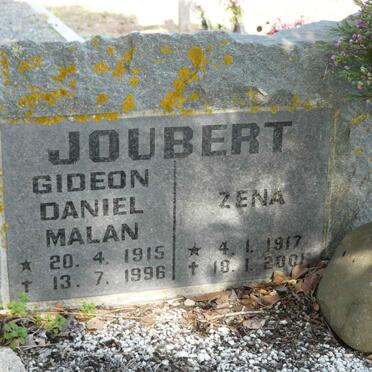 JOUBERT
GIDEON
DANIEL
MALAN
* 20. 4. 1915
† 13. 7. 1996
ZENA
* 4. 1. 1917
† 18. 1. 2001